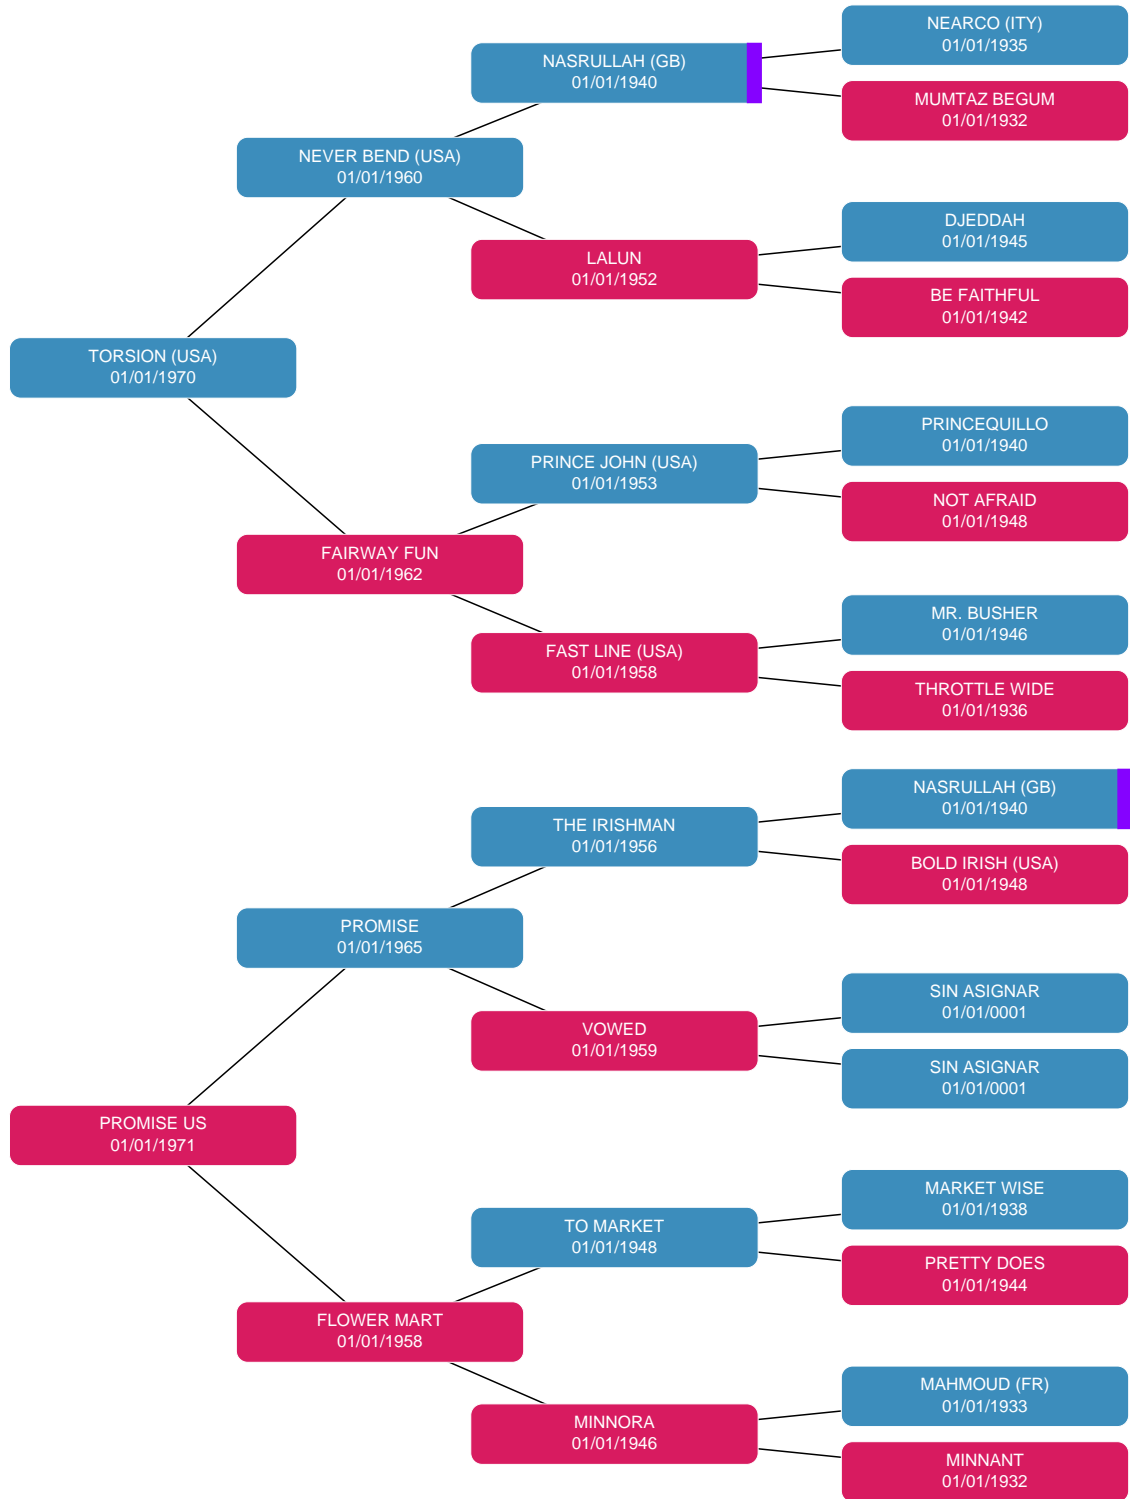 NEARCO (ITY)
01/01/1935
NASRULLAH (GB)
01/01/1940
MUMTAZ BEGUM
01/01/1932
NEVER BEND (USA)
01/01/1960
DJEDDAH
01/01/1945
LALUN
01/01/1952
BE FAITHFUL
01/01/1942
TORSION (USA)
01/01/1970
PRINCEQUILLO
01/01/1940
PRINCE JOHN (USA)
01/01/1953
NOT AFRAID
01/01/1948
FAIRWAY FUN
01/01/1962
MR. BUSHER
01/01/1946
FAST LINE (USA)
01/01/1958
THROTTLE WIDE
01/01/1936
NASRULLAH (GB)
01/01/1940
THE IRISHMAN
01/01/1956
BOLD IRISH (USA)
01/01/1948
PROMISE
01/01/1965
SIN ASIGNAR
01/01/0001
VOWED
01/01/1959
SIN ASIGNAR
01/01/0001
PROMISE US
01/01/1971
MARKET WISE
01/01/1938
TO MARKET
01/01/1948
PRETTY DOES
01/01/1944
FLOWER MART
01/01/1958
MAHMOUD (FR)
01/01/1933
MINNORA
01/01/1946
MINNANT
01/01/1932